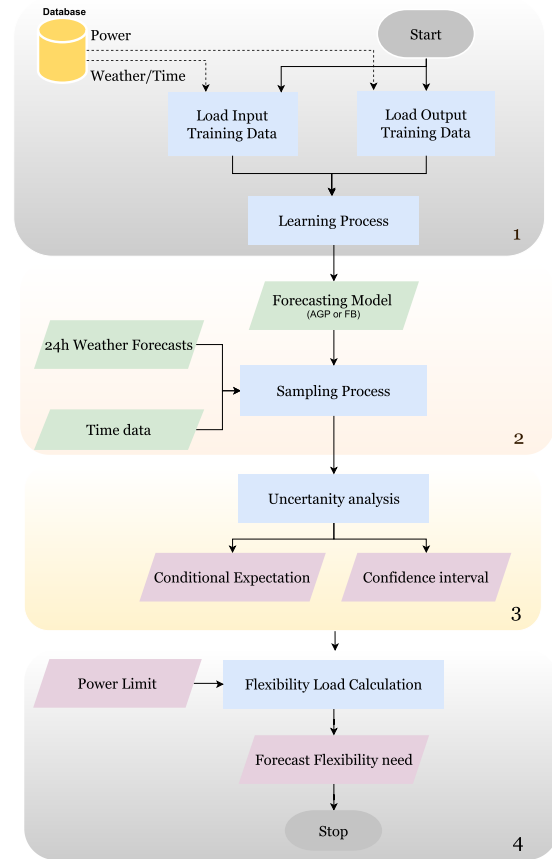 Database
Power
Start
Weather/Time
Load Input
Training Data
Load Output
Training Data
Learning Process
1
Forecasting Model
(AGP or FB)
24h Weather Forecasts
Sampling Process
Time data
2
Uncertanity analysis
Conditional Expectation
Confidence interval
3
Power Limit
Flexibility Load Calculation
Forecast Flexibility need
Stop
4